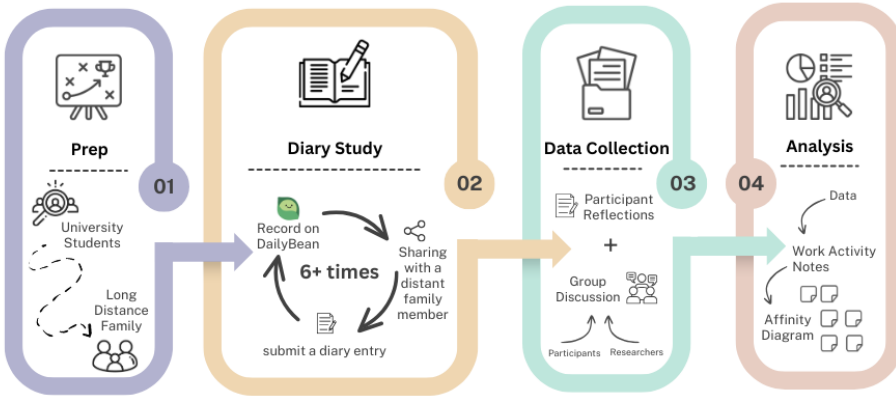 Prep
01
University
Students
Long
Distance
Family
Diary Study
02
Record on
DailyBean
6+ times
Sharing
with a
distant
family
member
submit a diary entry
Data Collection
03
Participant
Reflections
+
Group
Discussion
Participants
Researchers
Analysis
04
Data
Work Activity
Notes
Affinity
Diagram